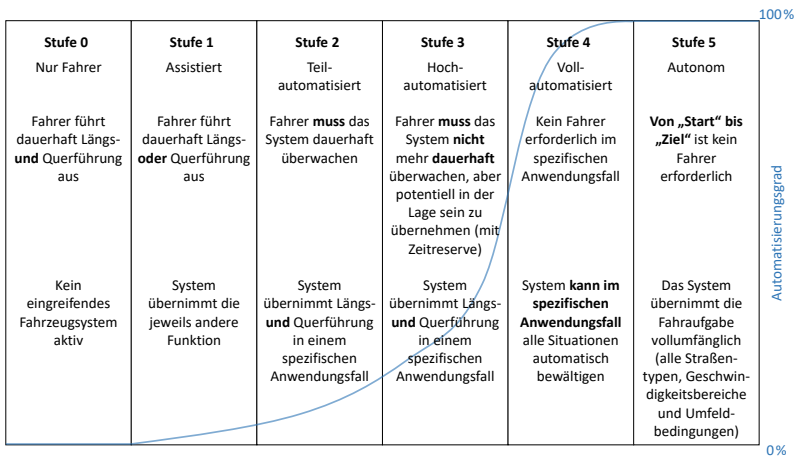 100%
Stufe 0
Nur Fahrer
Fahrer führt
dauerhaft Längs-
und Querführung
aus
Kein
eingreifendes
Fahrzeugsystem
aktiv
Stufe 1
Assistiert
Fahrer führt
dauerhaft Längs-
oder Querführung
aus
System
übernimmt die
jeweils andere
Funktion
Stufe 2
Teil-
automatisiert
Fahrer muss das
System dauerhaft
überwachen
System
übernimmt Längs-
und Querführung
in einem
spezifischen
Anwendungsfall
Stufe 3
Hoch-
automatisiert
Fahrer muss das
System nicht
mehr dauerhaft
überwachen, aber
potentiell in der
Lage sein zu
übernehmen (mit
Zeitreserve)
System
übernimmt Längs-
und Querführung
in einem
spezifischen
Anwendungsfall
Stufe 4
Voll-
automatisiert
Kein Fahrer
erforderlich im
spezifischen
Anwendungsfall
System kann im
spezifischen
Anwendungsfall
alle Situationen
automatisch
bewältigen
Stufe 5
Autonom
Von „Start“ bis
„Ziel“ ist kein
Fahrer
erforderlich
Das System
übernimmt die
Fahraufgabe
vollumfänglich
(alle Straßen-
typen, Geschwin-
digkeitsbereiche
und Umfeld-
bedingungen)
Automatisierungsgrad
0%